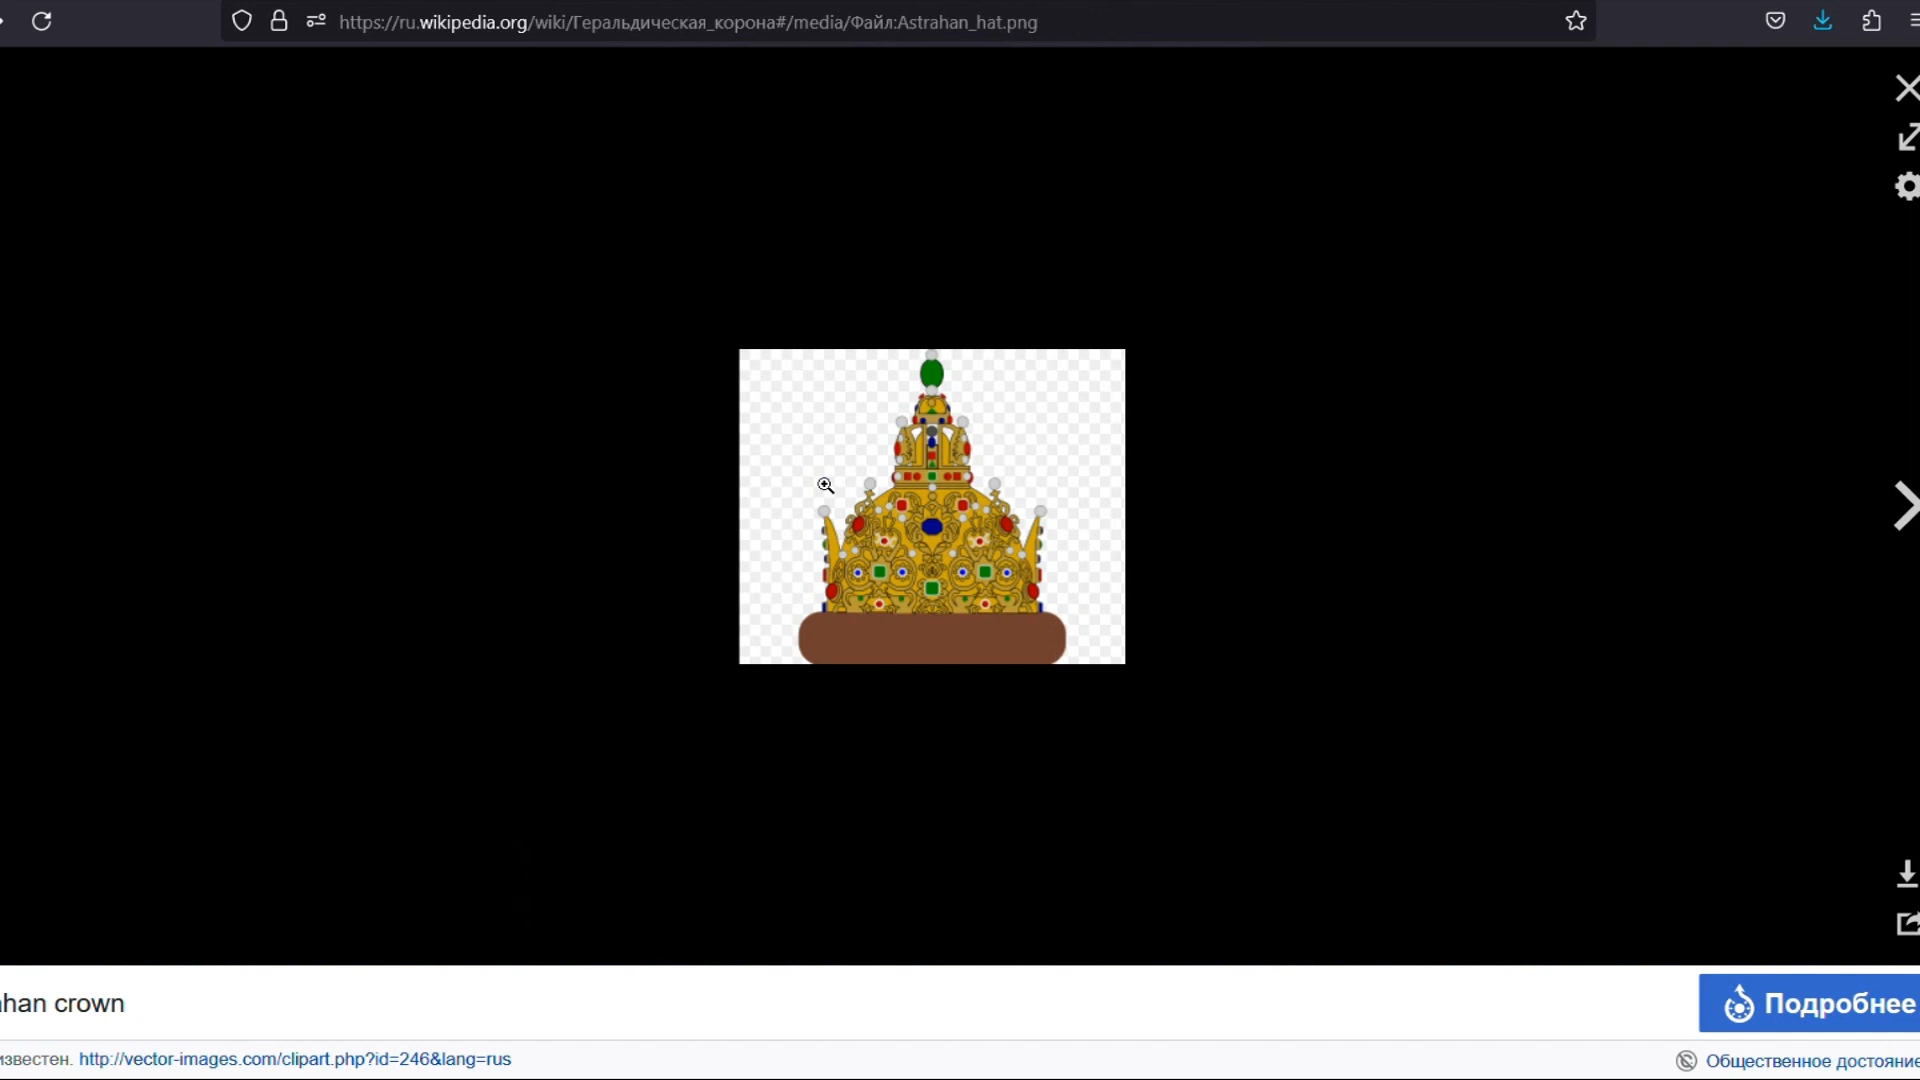 https://ru.wikipedia.org/wiki/Геральдическая_корона#/media/Файл:Astrahan_hat.png
han crown
Подробнее
известен. http://vector-images.com/clipart.php?id=246&lang=rus
Общественное достояние